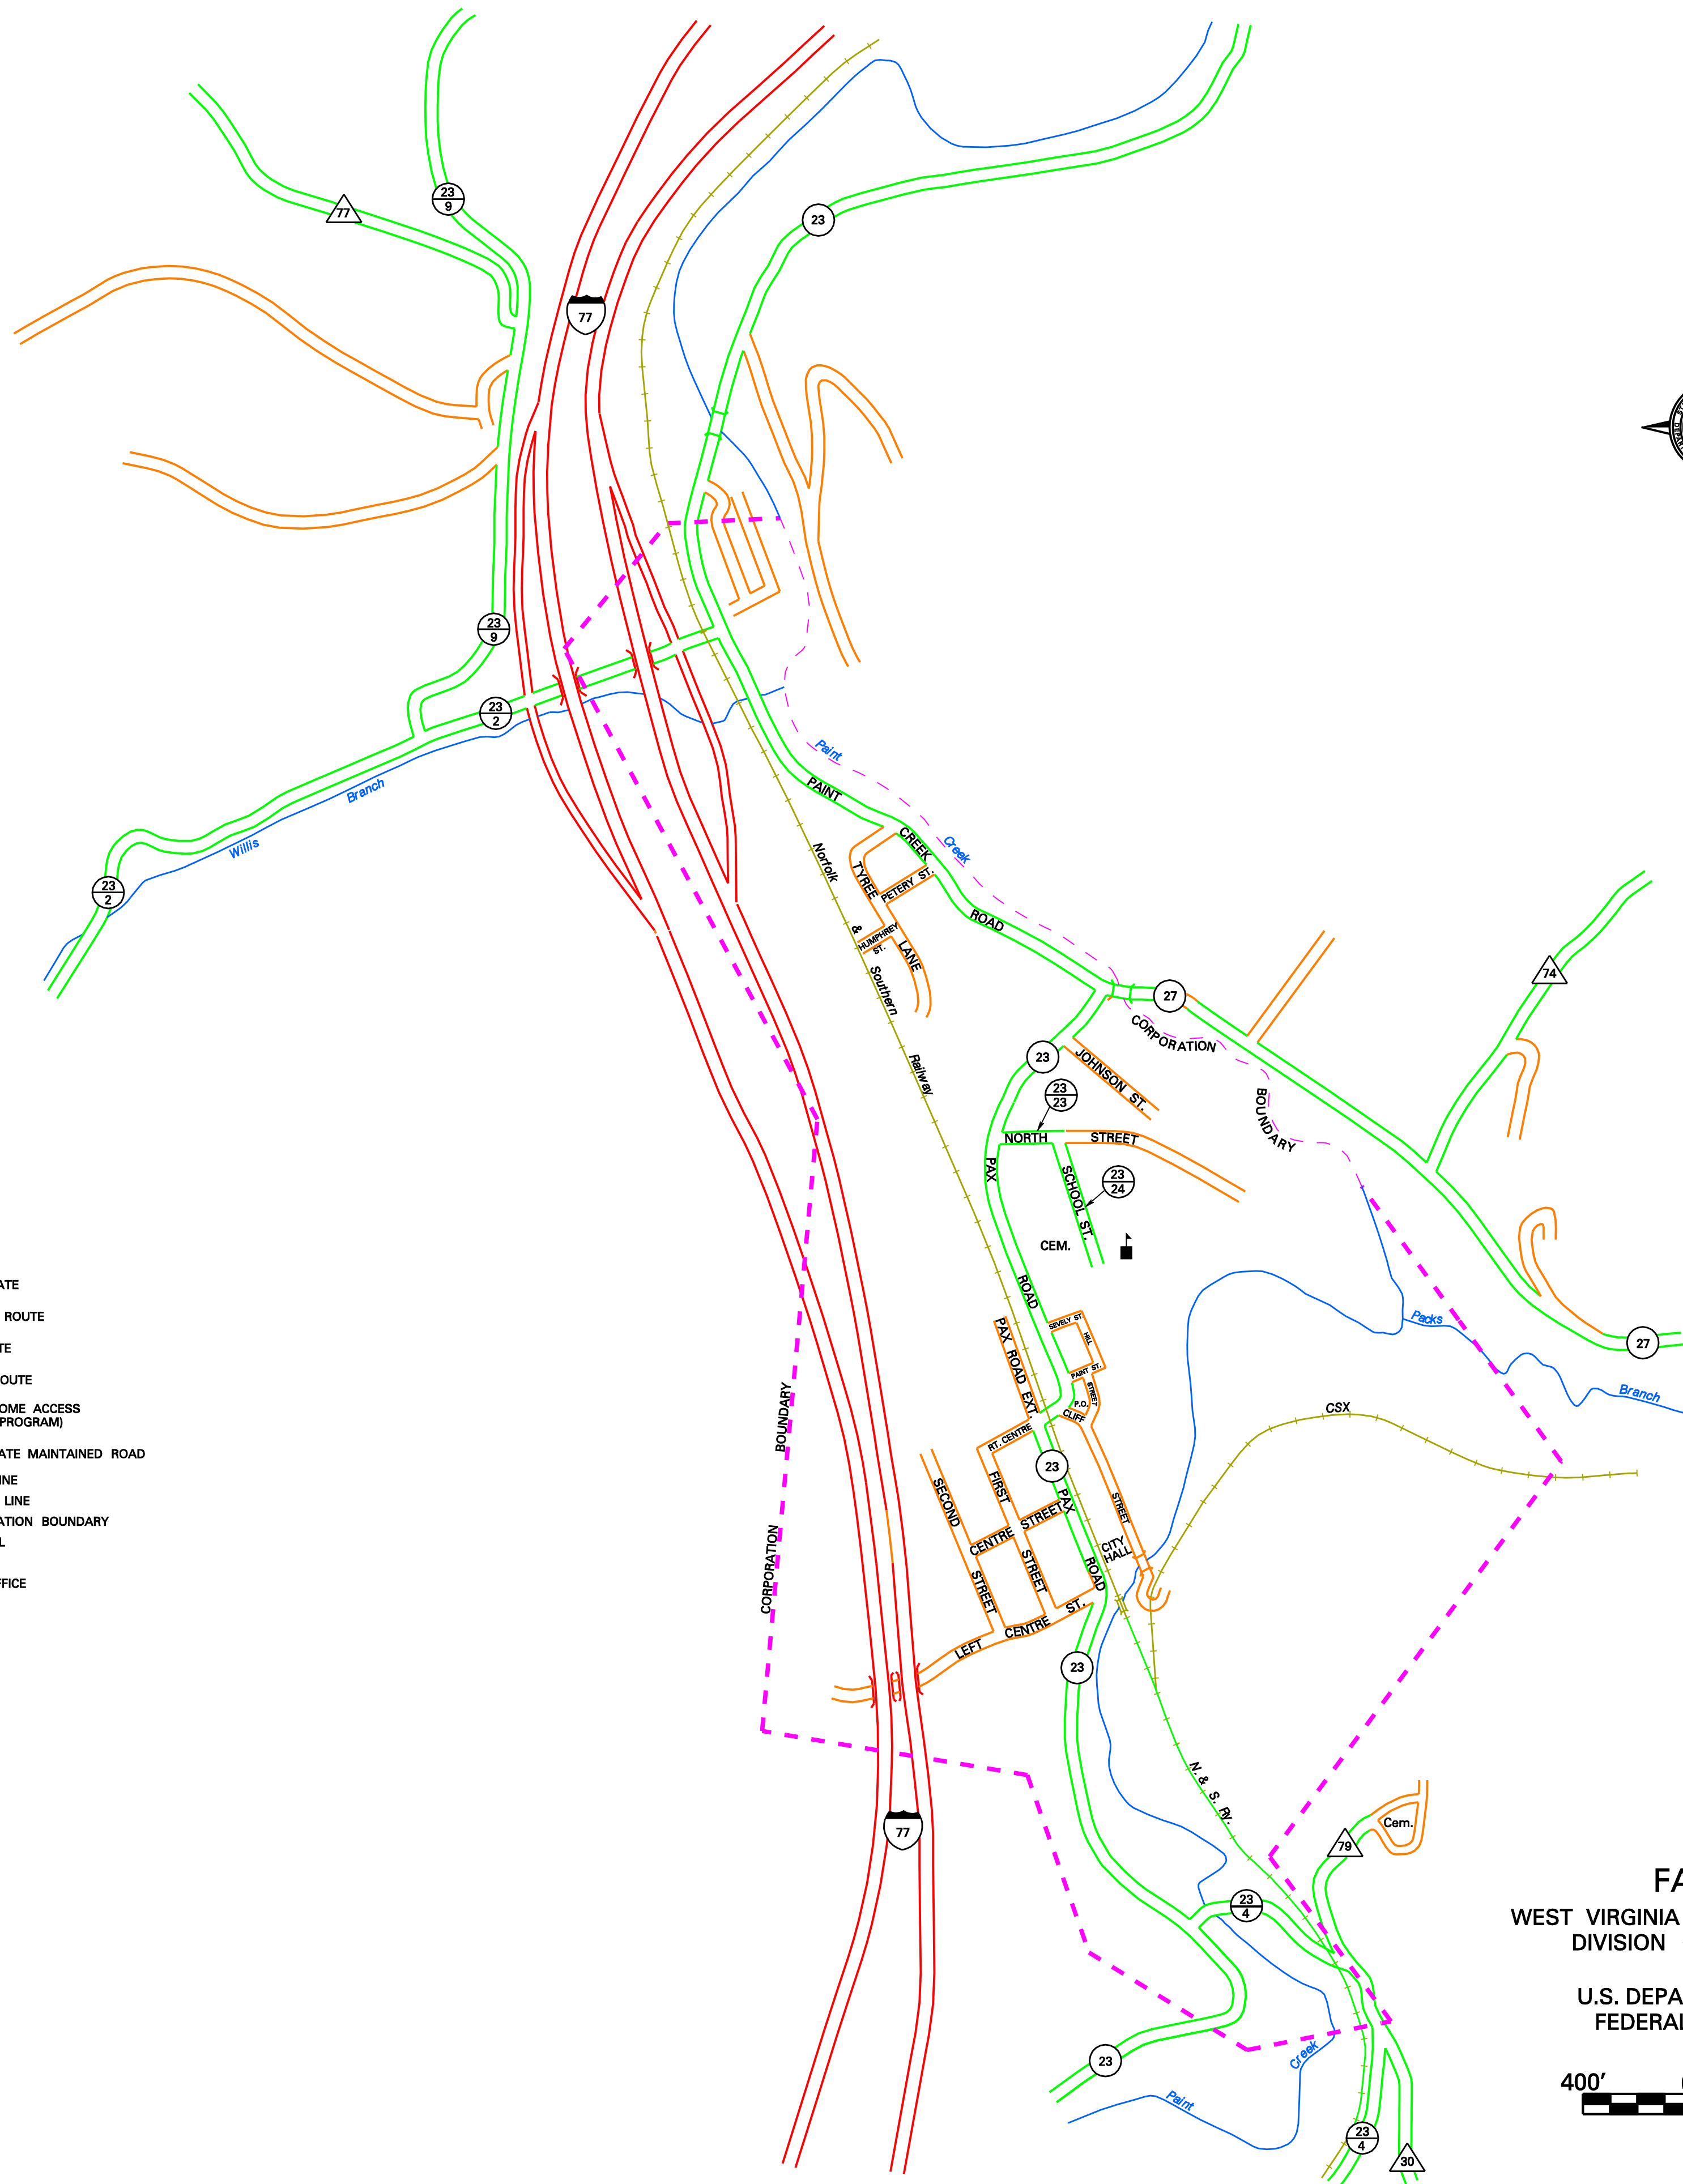 77
23
9
23
77
23
9
23
2
23
2
Willis Branch
Paint Creek
PAINT CREEK ROAD
Norfolk & Southern Railway
TYREE LANE
PETERY ST.
HUMPHREY
ST.
27
74
CORPORATION BOUNDARY
23
JOHNSON ST.
23
23
NORTH STREET
PAX ROAD
SCHOOL ST.
23
24
CEM.
SEVELY ST.
HILL STREET
PAINT ST.
P.O.
CLIFF STREET
PAX ROAD EXT.
RT. CENTRE
23
FIRST STREET
SECOND STREET
CENTRE STREET
PAX ROAD
CITY
HALL
LEFT CENTRE ST.
23
CORPORATION BOUNDARY
Packs Branch
27
CSX
N. & S. Ry.
77
79
Cem.
23
4
23
Paint Creek
23
4
30
ATE
ROUTE
TE
OUTE
OME ACCESS
PROGRAM)
ATE MAINTAINED ROAD
INE
LINE
ATION BOUNDARY
L
FICE
FA
WEST VIRGINIA
DIVISION
U.S. DEPA
FEDERAL
400'